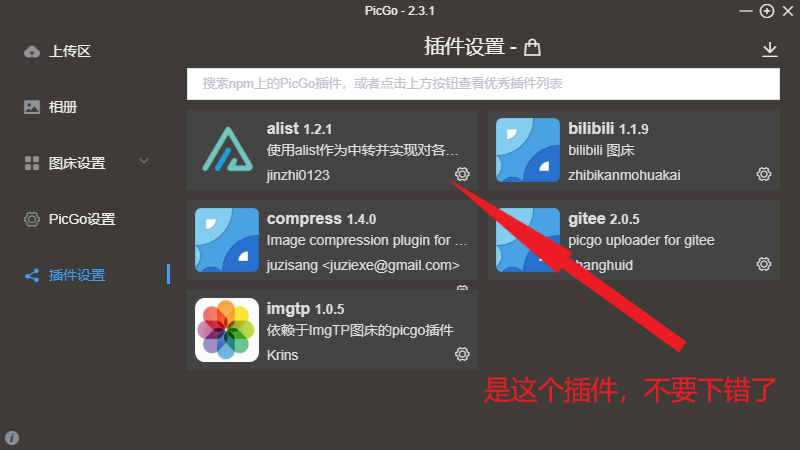 PicGo - 2.3.1
上传区
相册
图床设置
PicGo设置
插件设置
插件设置 -
搜索npm上的PicGo插件，或者点击上方按钮查看优秀插件列表
alist 1.2.1
使用alist作为中转并实现对各…
jinzhi0123
bilibili 1.1.9
bilibili 图床
zhibikanmohuakai
compress 1.4.0
Image compression plugin for …
juzisang <juziexe@gmail.com>
gitee 2.0.5
picgo uploader for gitee
imgtp 1.0.5
依赖于ImgTP图床的picgo插件
Krins
是这个插件，不要下错了